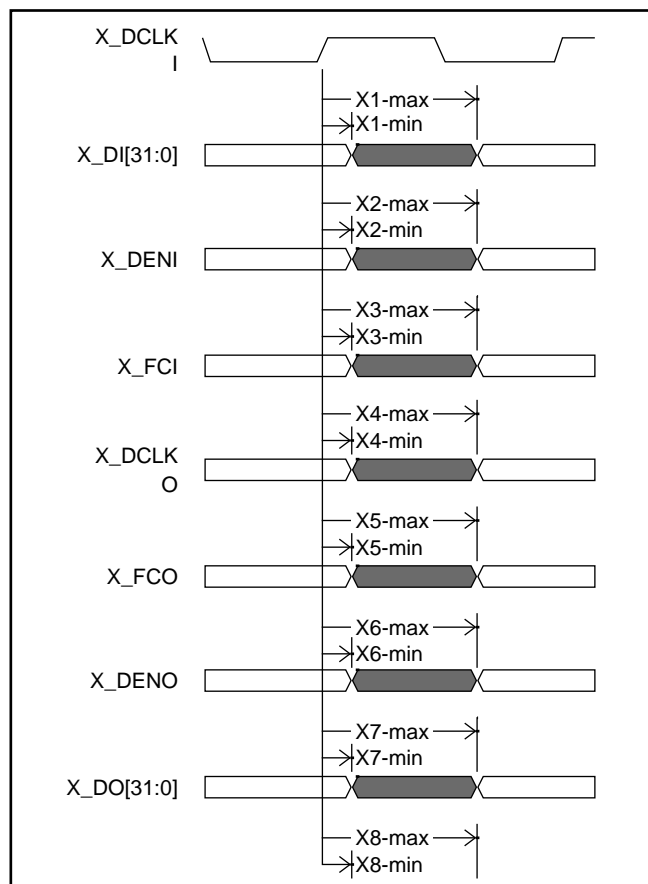 X_DCLK
I
X1-max
X1-min
X_DI[31:0]
X2-max
X2-min
X_DENI
X3-max
X3-min
X_FCI
X4-max
X4-min
X_DCLK
O
X5-max
X5-min
X_FCO
X6-max
X6-min
X_DENO
X7-max
X7-min
X_DO[31:0]
X8-max
X8-min